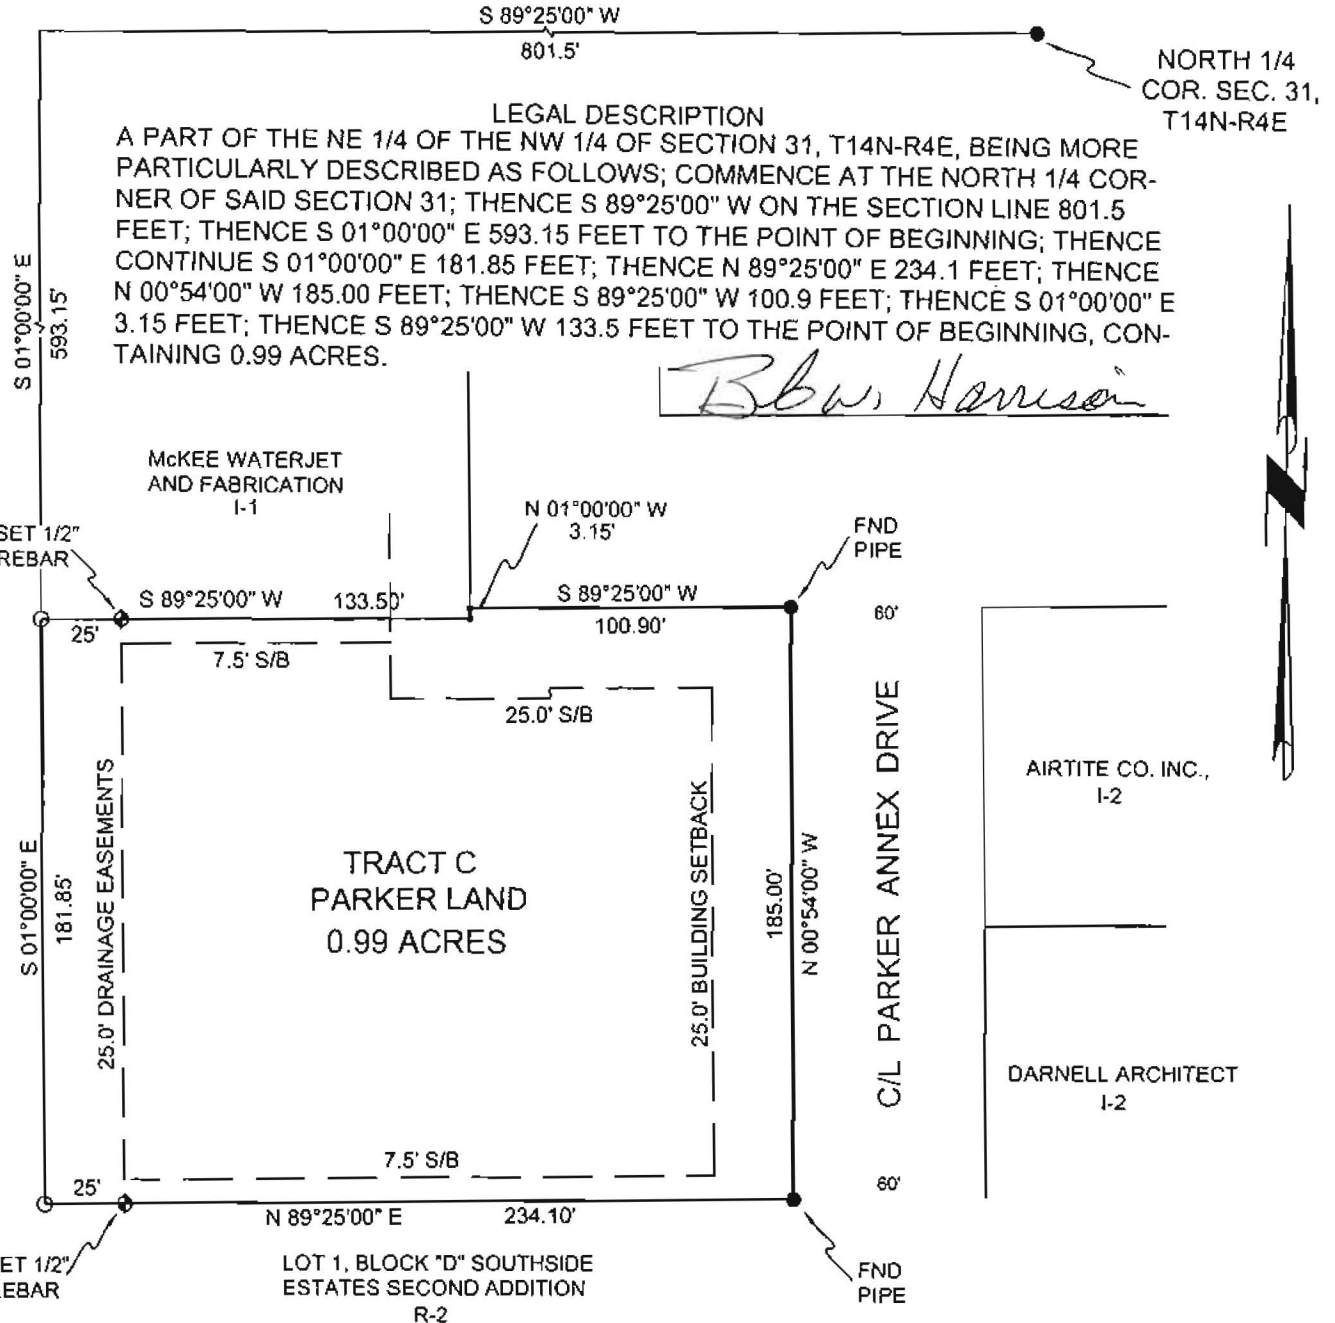 S 89°25'00" W
801.5'
NORTH 1/4
COR. SEC. 31,
T14N-R4E
LEGAL DESCRIPTION
A PART OF THE NE 1/4 OF THE NW 1/4 OF SECTION 31, T14N-R4E, BEING MORE
PARTICULARLY DESCRIBED AS FOLLOWS; COMMENCE AT THE NORTH 1/4 COR-
NER OF SAID SECTION 31; THENCE S 89°25'00" W ON THE SECTION LINE 801.5
FEET; THENCE S 01°00'00" E 593.15 FEET TO THE POINT OF BEGINNING; THENCE
CONTINUE S 01°00'00" E 181.85 FEET; THENCE N 89°25'00" E 234.1 FEET; THENCE
N 00°54'00" W 185.00 FEET; THENCE S 89°25'00" W 100.9 FEET; THENCE S 01°00'00" E
3.15 FEET; THENCE S 89°25'00" W 133.5 FEET TO THE POINT OF BEGINNING, CON-
TAINING 0.99 ACRES.
Harrison
S 01°00'00" E
593.15'
McKEE WATERJET
AND FABRICATION
I-1
SET 1/2"
REBAR
N 01°00'00" W
3.15'
FND
PIPE
S 89°25'00" W 133.50'
S 89°25'00" W
100.90'
25'
7.5' S/B
25.0' S/B
60'
S 01°00'00" E
181.85'
25.0' DRAINAGE EASEMENTS
TRACT C
PARKER LAND
0.99 ACRES
25.0' BUILDING SETBACK
185.00'
N 00°54'00" W
C/L PARKER ANNEX DRIVE
AIRTITE CO. INC.,
I-2
DARNELL ARCHITECT
I-2
7.5' S/B
25'
60'
N 89°25'00" E 234.10'
ET 1/2"
EBAR
LOT 1, BLOCK "D" SOUTHSIDE
ESTATES SECOND ADDITION
R-2
FND
PIPE